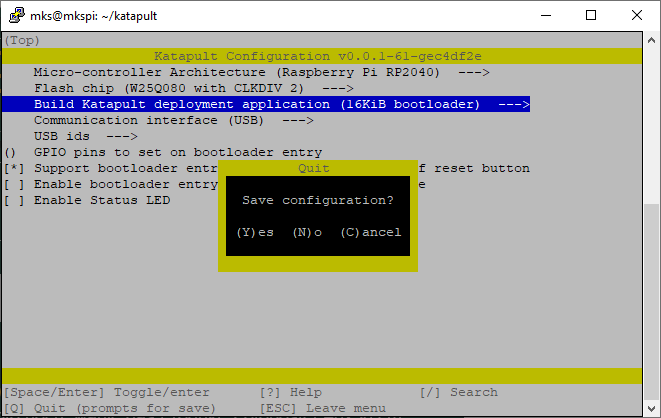 mks@mkspi: ~/katapult
(Top)
Katapult Configuration v0.0.1-61-gec4df2e
Micro-controller Architecture (Raspberry Pi RP2040)  --->
Flash chip (W25Q080 with CLKDIV 2)  --->
Build Katapult deployment application (16KiB bootloader)  --->
Communication interface (USB)  --->
USB ids  --->
()  GPIO pins to set on bootloader entry
[*] Support bootloader entr
f reset button
[ ] Enable bootloader entry
e
[ ] Enable Status LED
Quit
Save configuration?
(Y)es  (N)o  (C)ancel
[Space/Enter] Toggle/enter      [?] Help      [/] Search
[Q] Quit (prompts for save)      [ESC] Leave menu